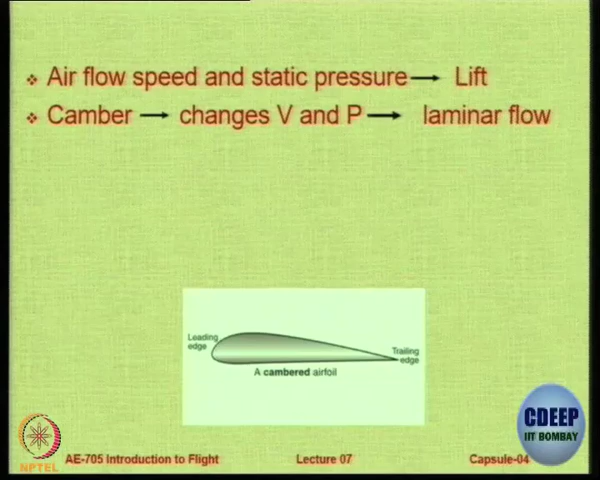 ❖ Air flow speed and static pressure → Lift
❖ Camber → changes V and P → laminar flow
Leading
edge
Trailing
edge
A cambered airfoil
CDEEP
IIT BOMBAY
NPTEL
AE-705 Introduction to Flight Lecture 07 Capsule-04